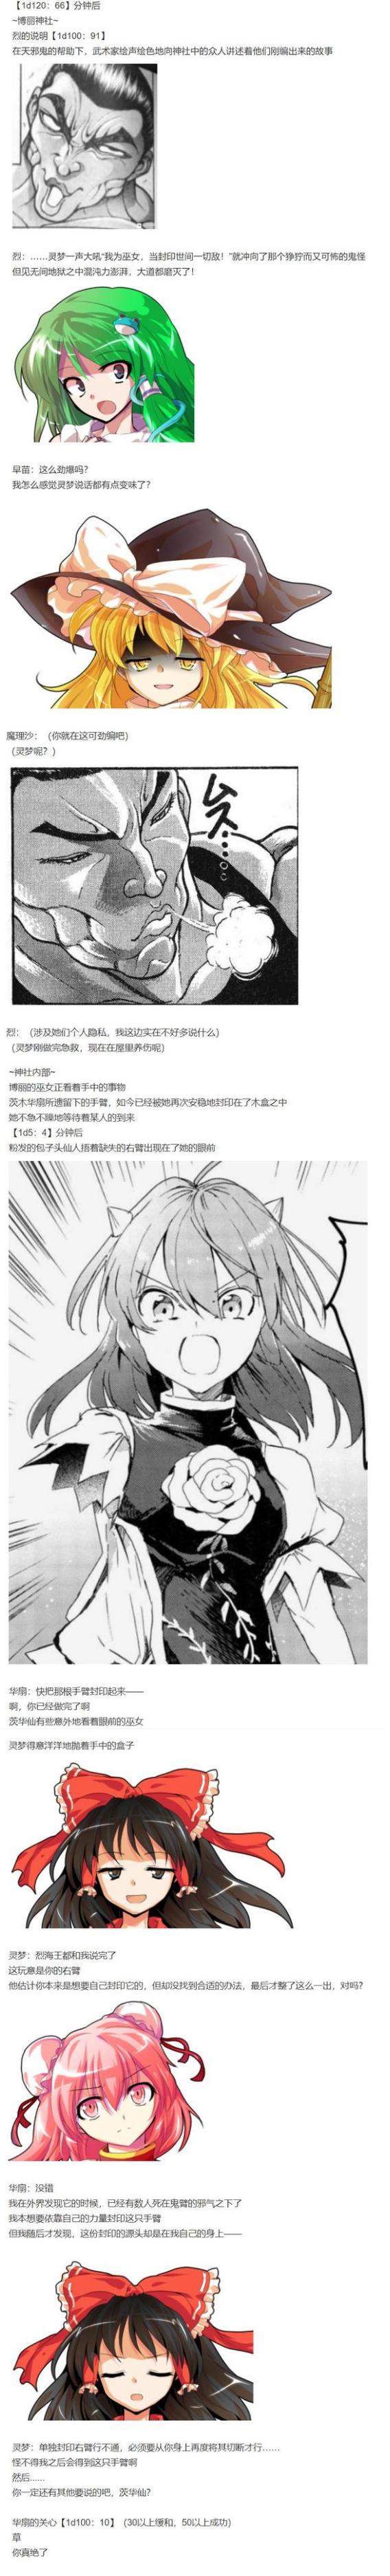 【1d120：66】分钟后
~博丽神社~
烈的说明【1d100：91】
在天邪鬼的帮助下，武术家绘声绘色地向神社中的众人讲述着他们刚编出来的故事
烈：……灵梦一声大吼“我为巫女，当封印世间一切敌！”就冲向了那个狰狞而又可怖的鬼怪
但见无间地狱之中混沌力澎湃，大道都磨灭了！
早苗：这么劲爆吗？
我怎么感觉灵梦说话都有点变味了？
魔理沙：（你就在这可劲编吧）
（灵梦呢？）
ムス……
烈：（涉及她们个人隐私，我这边实在不好多说什么）
（灵梦刚做完急救，现在在屋里养伤呢）
~神社内部~
博丽的巫女正看着手中的事物
茨木华扇所遗留下的手臂，如今已经被她再次安稳地封印在了木盒之中
她不急不躁地等待着某人的到来
【1d5：4】分钟后
粉发的包子头仙人捂着缺失的右臂出现在了她的眼前
华扇：快把那根手臂封印起来——
啊，你已经做完了啊
茨华仙有些意外地看着眼前的巫女
灵梦得意洋洋地抛着手中的盒子
灵梦：烈海王都和我说完了
这玩意是你的右臂
他估计你本来是想要自己封印它的，但却没找到合适的办法，最后才整了这么一出，对吗？
华扇：没错
我在外界发现它的时候，已经有数人死在鬼臂的邪气之下了
我本想要依靠自己的力量封印这只手臂
但我随后才发现，这份封印的源头却是在我自己的身上——
灵梦：单独封印右臂行不通，必须要从你身上再度将其切断才行……
怪不得我之后会得到这只手臂啊
然后......
你一定还有其他要说的吧，茨华仙？
华扇的关心【1d100：10】（30以上缓和，50以上成功）
草
你真绝了